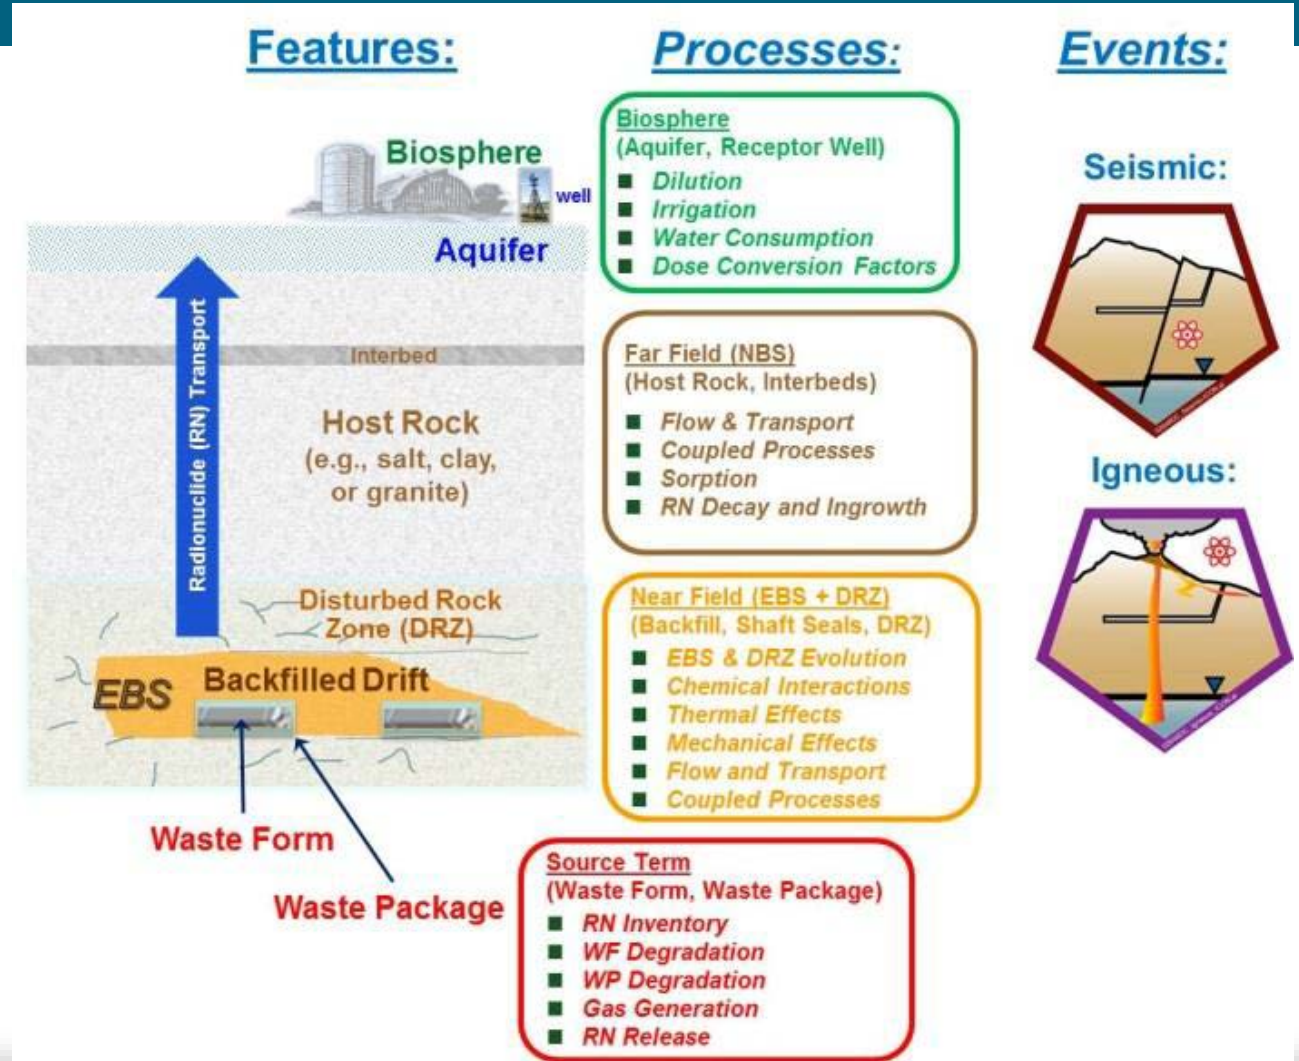 Features:
Processes:
Events:
Biosphere
well
Aquifer
Radionuclide (RN) Transport
Interbed
Host Rock
(e.g., salt, clay,
or granite)
Disturbed Rock
Zone (DRZ)
EBS
Backfilled Drift
Waste Form
Waste Package
Biosphere
(Aquifer, Receptor Well)
Dilution
Irrigation
Water Consumption
Dose Conversion Factors
Far Field (NBS)
(Host Rock, Interbeds)
Flow & Transport
Coupled Processes
Sorption
RN Decay and Ingrowth
Near Field (EBS + DRZ)
(Backfill, Shaft Seals, DRZ)
EBS & DRZ Evolution
Chemical Interactions
Thermal Effects
Mechanical Effects
Flow and Transport
Coupled Processes
Source Term
(Waste Form, Waste Package)
RN Inventory
WF Degradation
WP Degradation
Gas Generation
RN Release
Seismic:
Igneous: